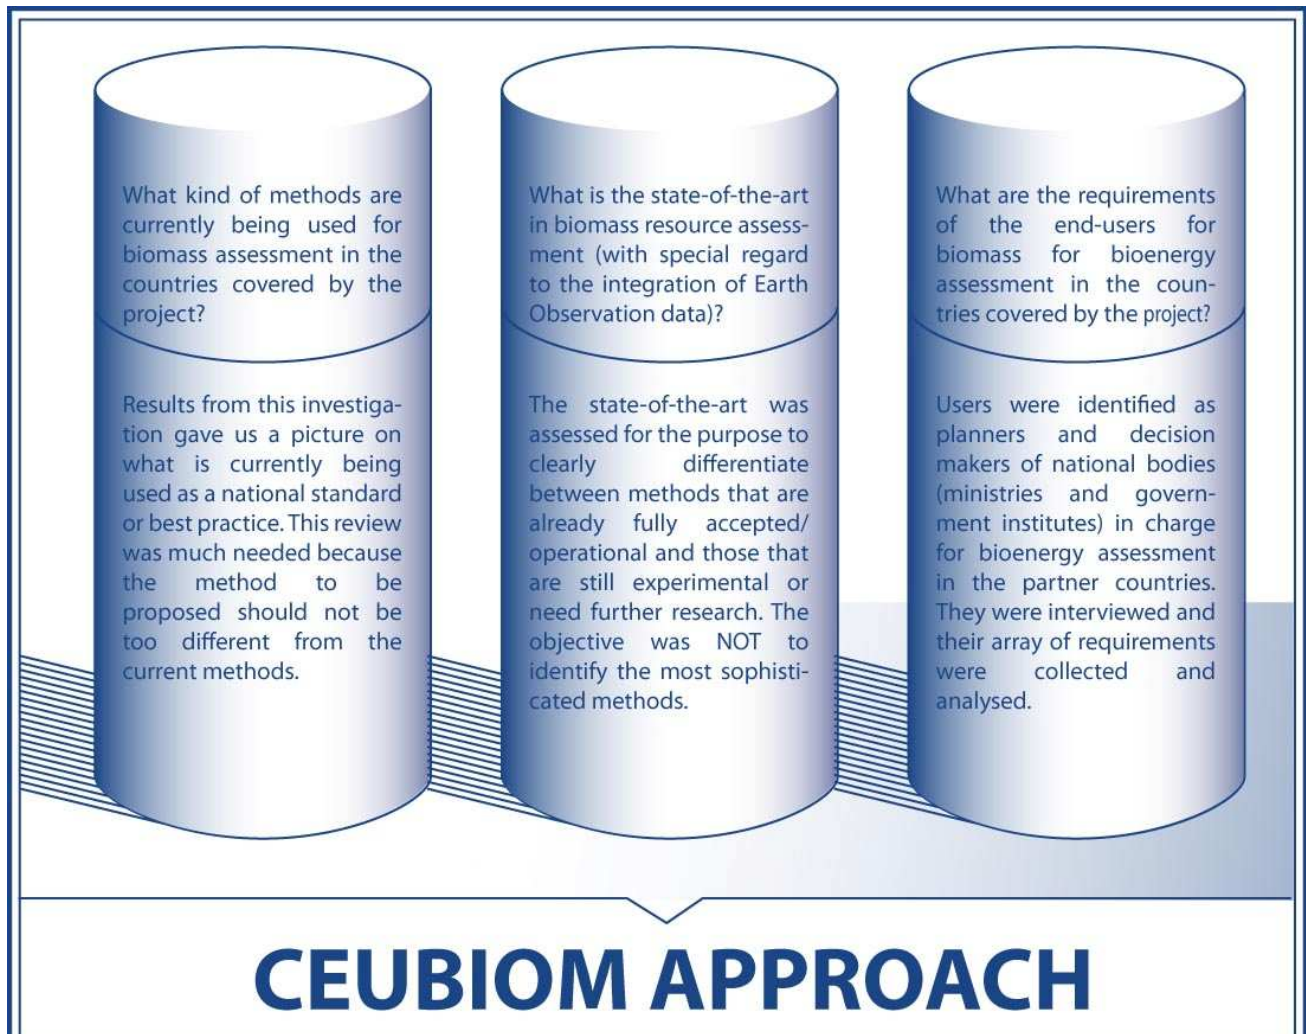 What kind of methods are
currently being used for
biomass assessment in the
countries covered by the
project?
Results from this investiga-
tion gave us a picture on
what is currently being
used as a national standard
or best practice. This review
was much needed because
the method to be
proposed should not be
too different from the
current methods.
What is the state-of-the-art
in biomass resource assess-
ment (with special regard
to the integration of Earth
Observation data)?
The state-of-the-art was
assessed for the purpose to
clearly differentiate
between methods that are
already fully accepted/
operational and those that
are still experimental or
need further research. The
objective was NOT to
identify the most sophisti-
cated methods.
What are the requirements
of the end-users for
biomass for bioenergy
assessment in the coun-
tries covered by the project?
Users were identified as
planners and decision
makers of national bodies
(ministries and govern-
ment institutes) in charge
for bioenergy assessment
in the partner countries.
They were interviewed and
their array of requirements
were collected and
analysed.
CEUBIOM APPROACH